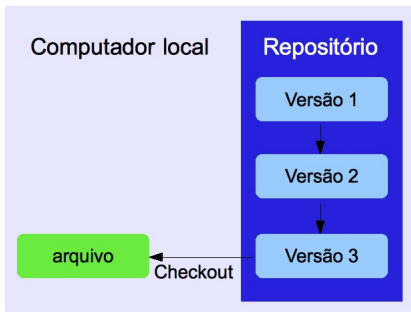 Computador local
Repositório
Versão 1
Versão 2
arquivo
Checkout
Versão 3